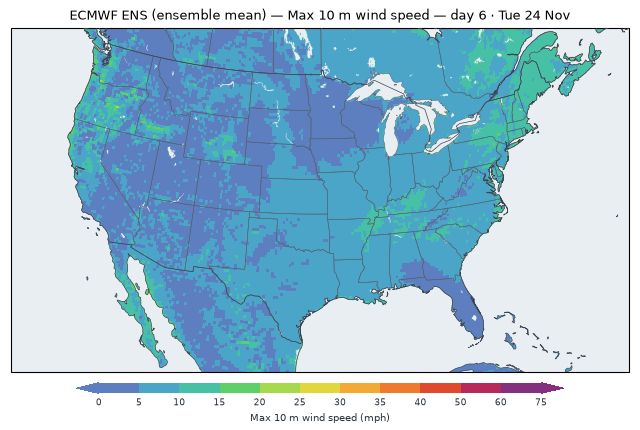 ECMWF ENS (ensemble mean) — Max 10 m wind speed — day 6 · Tue 24 Nov
0 5 10 15 20 25 30 35 40 50 60 75
Max 10 m wind speed (mph)